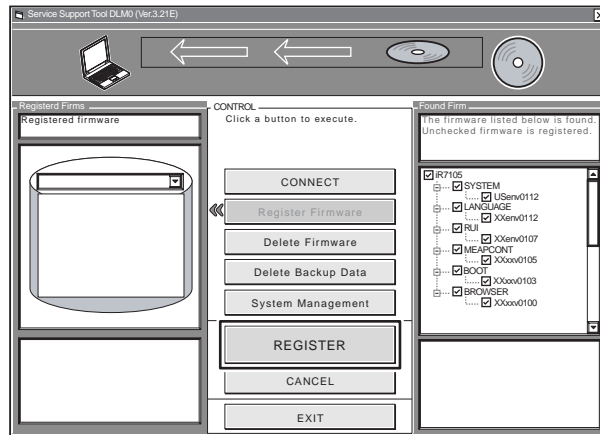 Service Support Tool DLM0 (Ver.3.21E)
Registerd Firms
Registered firmware
CONTROL
Click a button to execute.
CONNECT
Register Firmware
Delete Firmware
Delete Backup Data
System Management
REGISTER
CANCEL
EXIT
Found Firm
The firmware listed below is found.
Unchecked firmware is registered.
iR7105
SYSTEM
USenv0112
LANGUAGE
XXenv0112
RUI
XXenv0107
MEAPCONT
XXxxv0105
BOOT
XXxxv0103
BROWSER
XXxxv0100